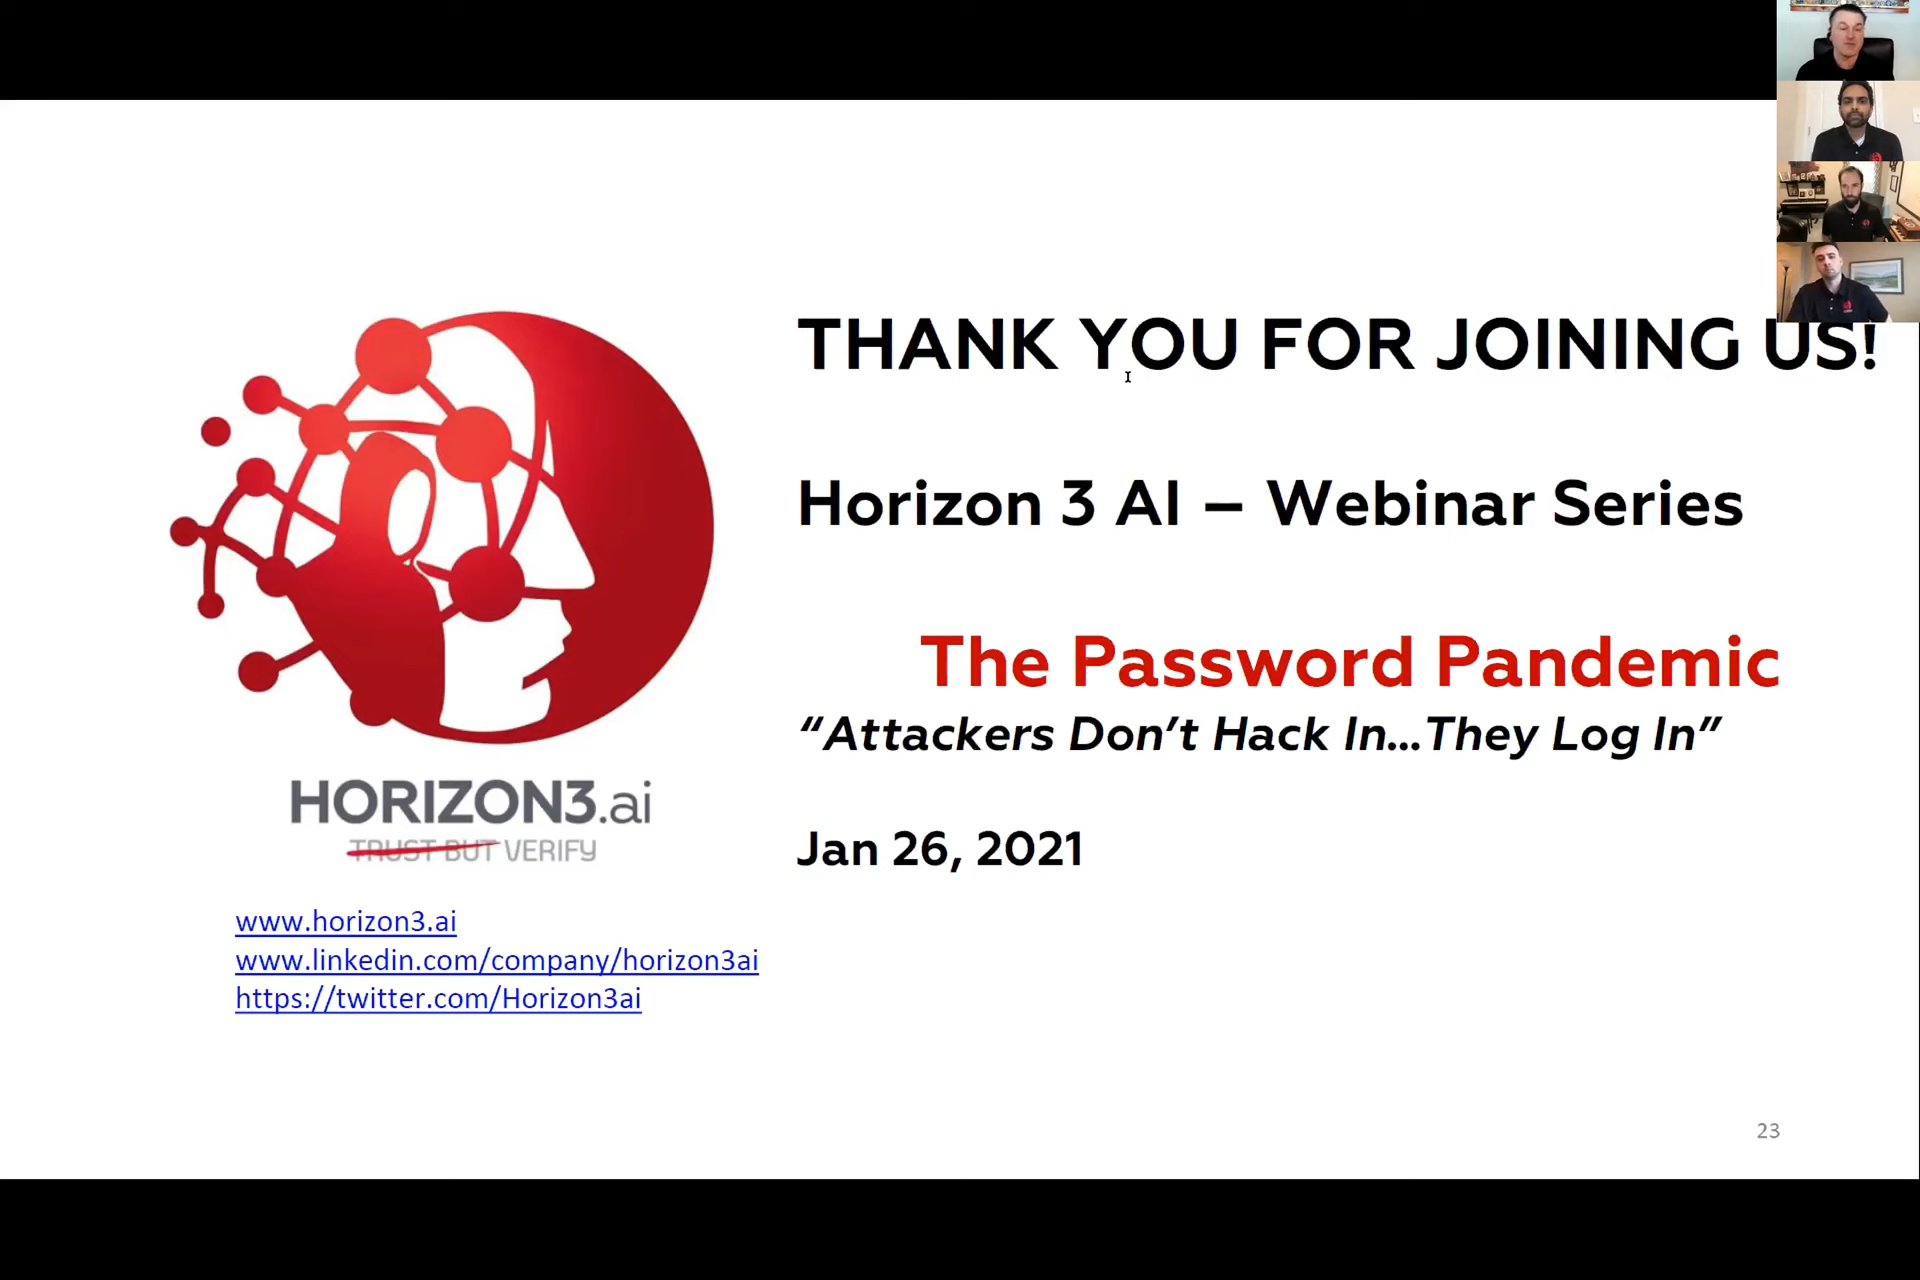 THANK YOU FOR JOINING US!
Horizon 3 AI – Webinar Series
The Password Pandemic
“Attackers Don’t Hack In...They Log In”
Jan 26, 2021
HORIZON3.ai
TRUST BUT VERIFY
www.horizon3.ai
www.linkedin.com/company/horizon3ai
https://twitter.com/Horizon3ai
23